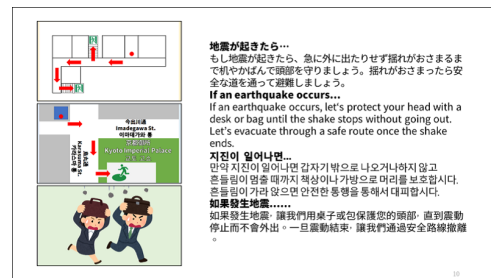 今出川通
Imadegawa St.
이마데가와 통
京都御所
Kyoto Imperial Palace
烏丸通
Karasuma St.
地震が起きたら…
もし地震が起きたら、急に外に出たりせず揺れがおさまるま
で机やかばんで頭部を守りましょう。揺れがおさまったら安
全な道を通って避難しましょう。
If an earthquake occurs...
If an earthquake occurs, let's protect your head with a
desk or bag until the shake stops without going out.
Let's evacuate through a safe route once the shake
ends.
지진이 일어나면...
만약 지진이 일어나면 갑자기 밖으로 나오거나하지 않고
흔들림이 멈출 때까지 책상이나 가방으로 머리를 보호합시다.
흔들림이 가라 앉으면 안전한 통행을 통해서 대피합시다.
如果發生地震……
如果發生地震，讓我們用桌子或包保護您的頭部，直到震動
停止而不會外出。一旦震動結束，讓我們通過安全路線撤離
。